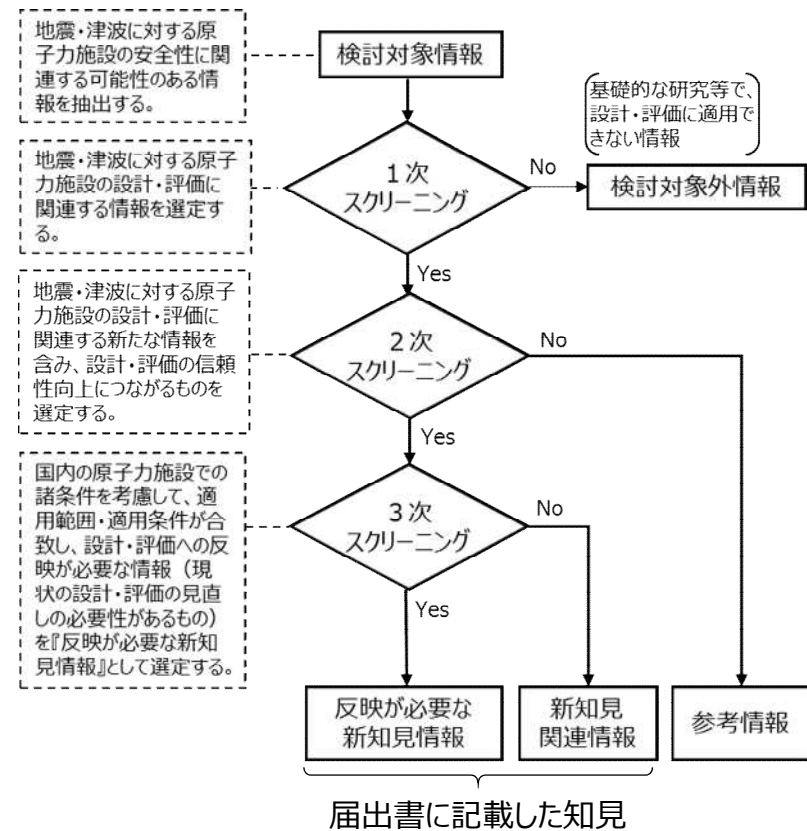 地震・津波に対する原
子力施設の安全性に関
連する可能性のある情
報を抽出する。
検討対象情報
基礎的な研究等で、
設計・評価に適用で
きない情報
地震・津波に対する原子
力施設の設計・評価に
関連する情報を選定す
る。
1次
スクリーニング
No
検討対象外情報
Yes
地震・津波に対する原子
力施設の設計・評価に
関連する新たな情報を
含み、設計・評価の信頼
性向上につながるものを
選定する。
2次
スクリーニング
No
Yes
国内の原子力施設での
諸条件を考慮して、適
用範囲・適用条件が合
致し、設計・評価への反
映が必要な情報（現
状の設計・評価の見直
しの必要性があるもの）
を『反映が必要な新知
見情報』として選定する。
3次
スクリーニング
No
Yes
反映が必要な
新知見情報
新知見
関連情報
参考情報
届出書に記載した知見